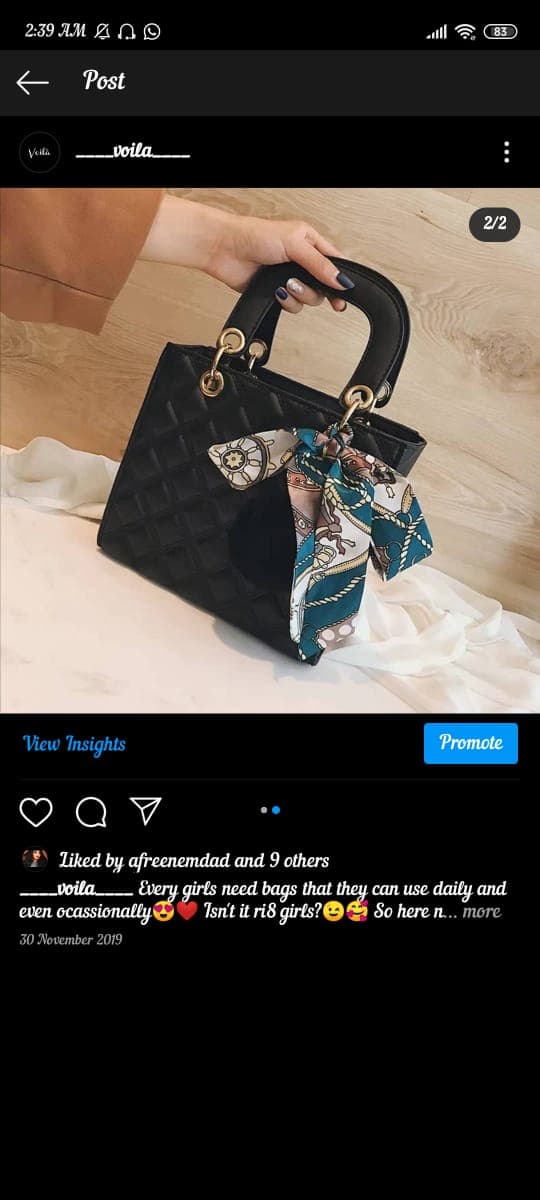 2:39 AM
83
Post
Voilà
____voila____
2/2
View Insights
Promote
Liked by afreenemdad and 9 others
____voila____ Every girls need bags that they can use daily and
even ocassionally😍❤️ Isn't it ri8 girls?😉🥰 So here n... more
30 November 2019